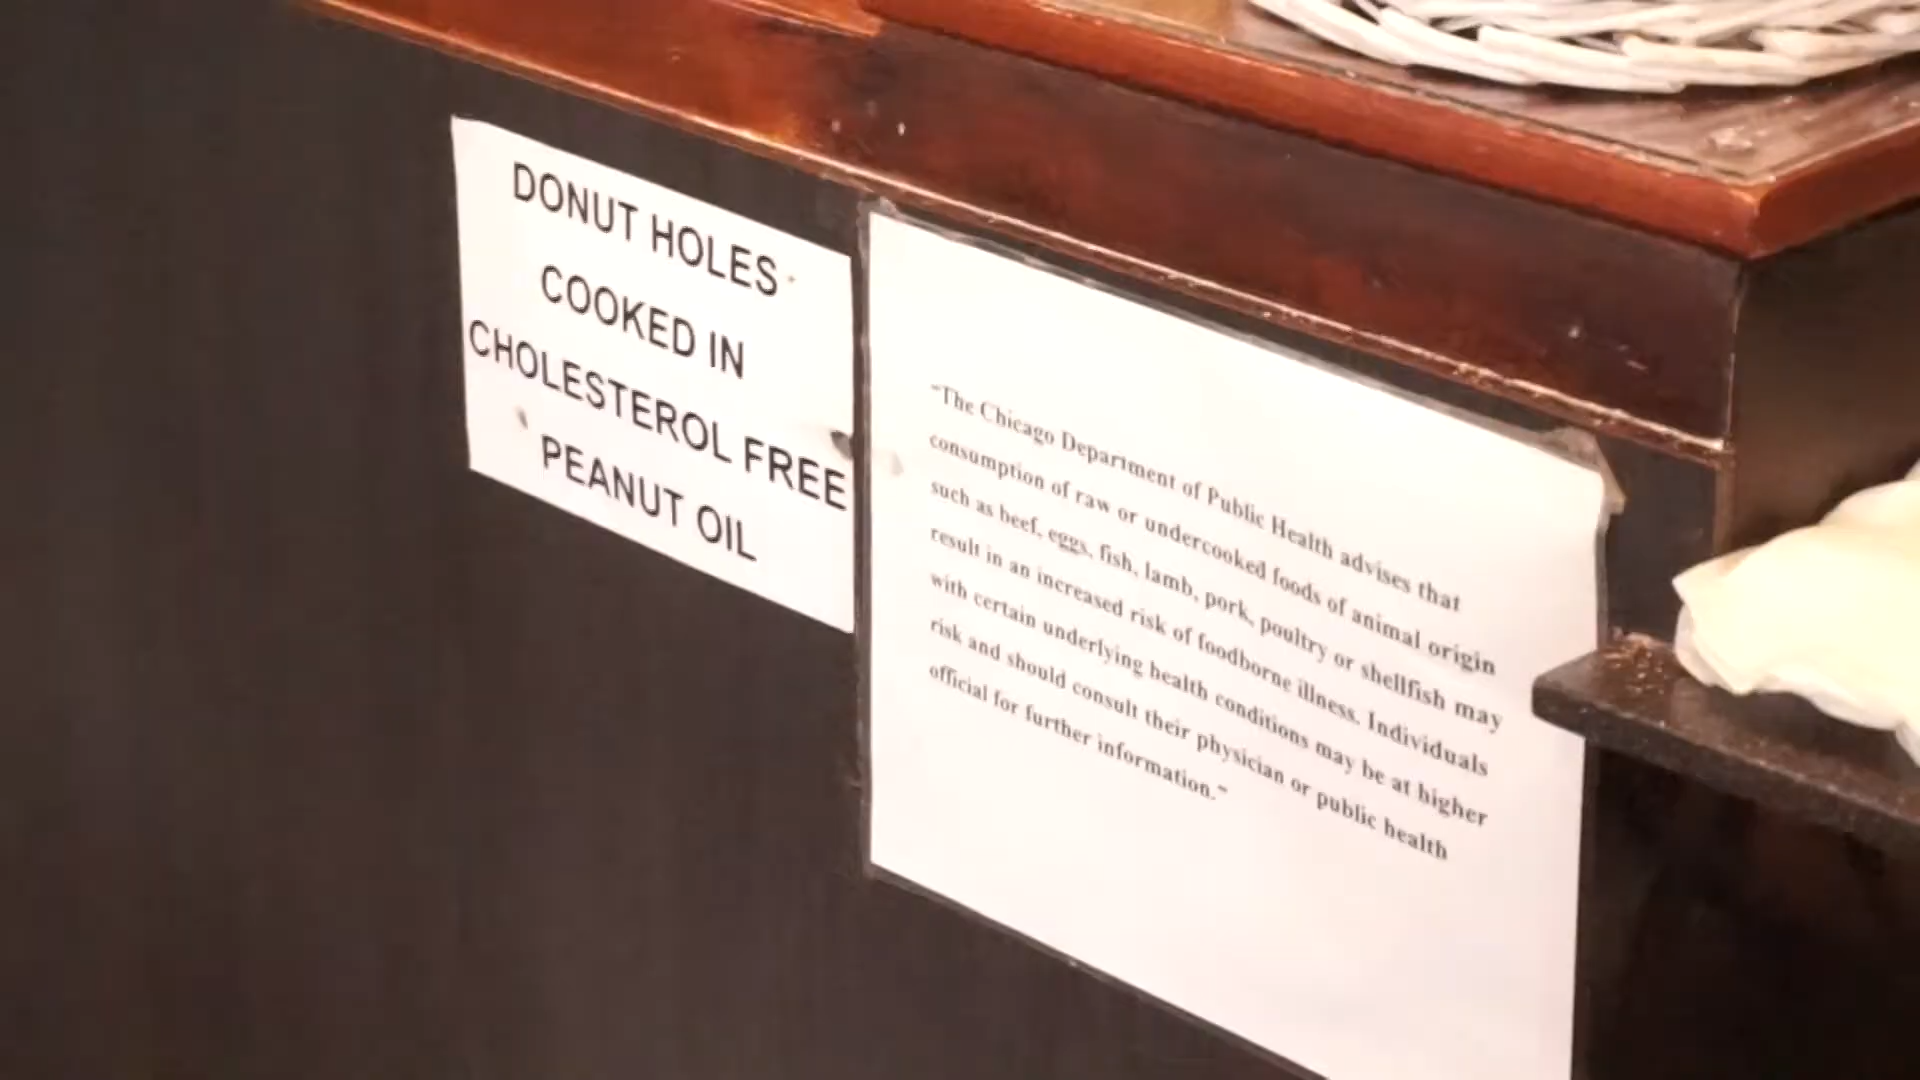 DONUT HOLES
COOKED IN
CHOLESTEROL FREE
PEANUT OIL
"The Chicago Department of Public Health advises that
consumption of raw or undercooked foods of animal origin
such as beef, eggs, fish, lamb, pork, poultry or shellfish may
result in an increased risk of foodborne illness. Individuals
with certain underlying health conditions may be at higher
risk and should consult their physician or public health
official for further information."